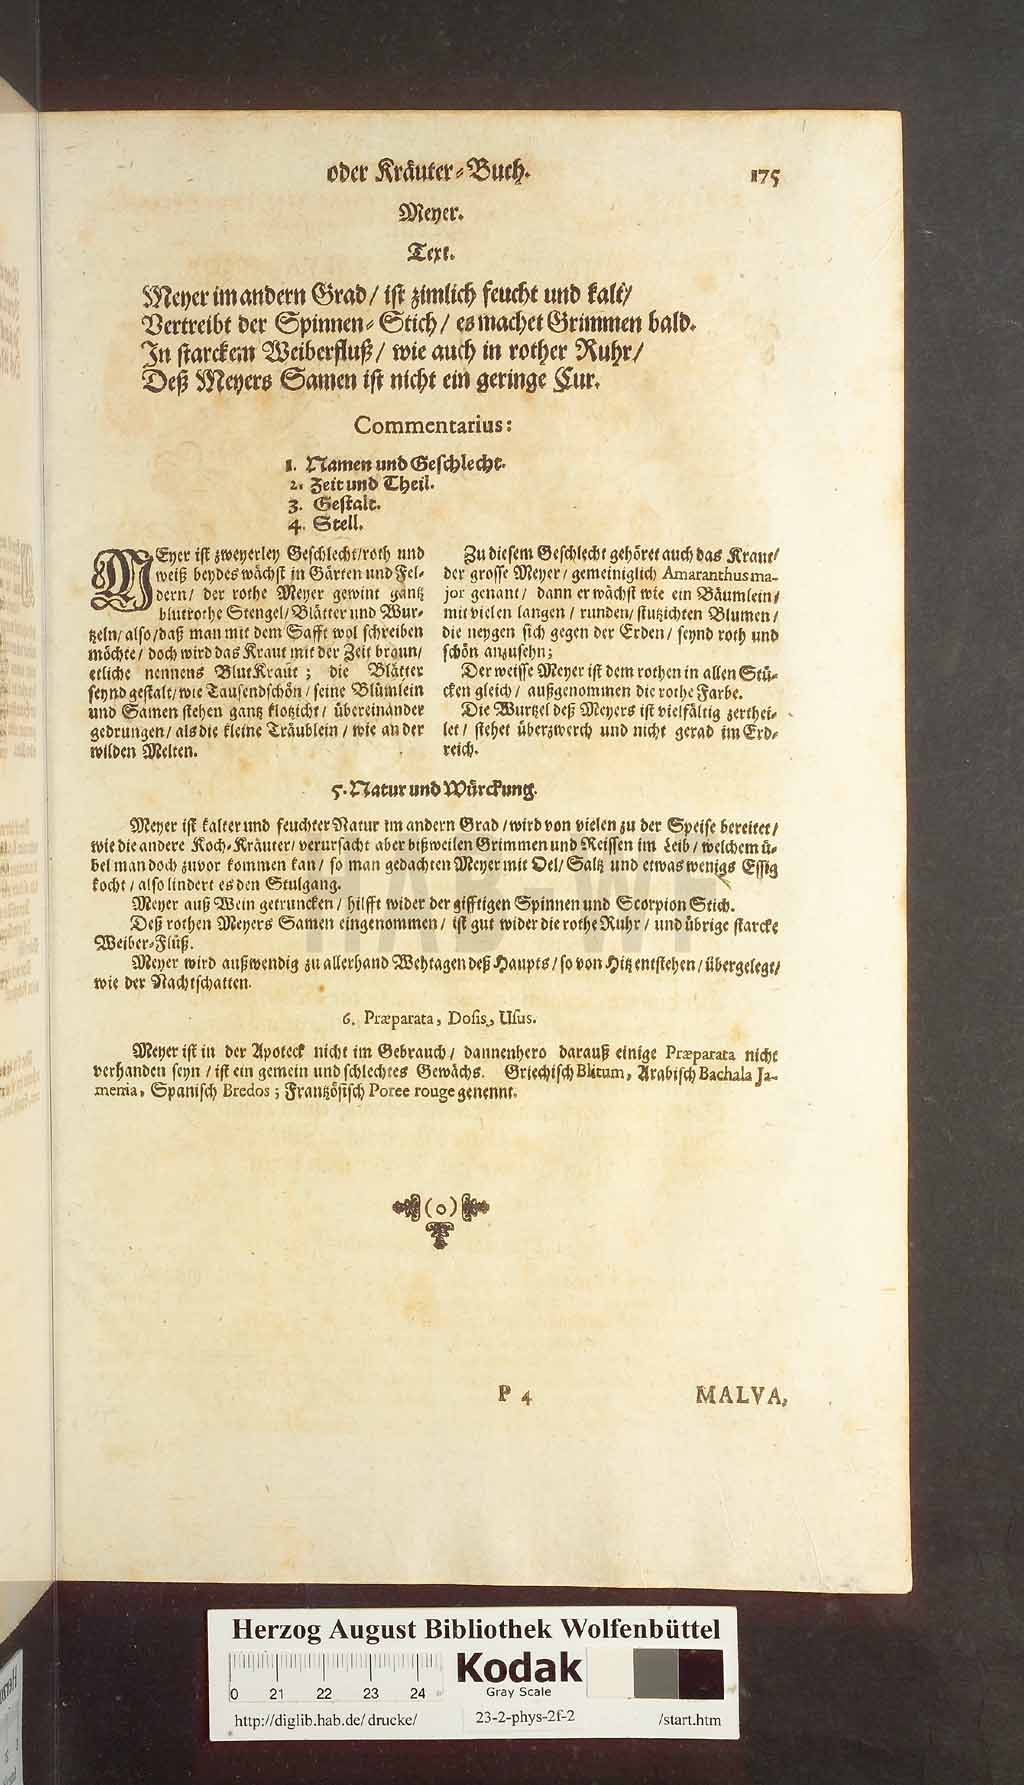 oder Kräuter-Buch. 175
Meyer.
Text.
Meyer im andern Grad / ist zimlich feucht und kalt /
Vertreibt der Spinnen-Stich / es machet Grimmen bald.
In starckem Weiberfluß / wie auch in rother Ruhr /
Deß Meyers Samen ist nicht ein geringe Cur.
Commentarius:
1. Namen und Geschlecht.
2. Zeit und Theil.
3. Gestalt.
4. Stell.
MEyer ist zweyerley Geschlecht / roth und
weiß beydes wächst in Gärten und Fel-
dern / der rothe Meyer gewint gantz
blutrothe Stengel / Blätter und Wur-
tzeln / also / daß man mit dem Safft wol schreiben
möchte / doch wird das Kraut mit der Zeit braun /
etliche nennens BlutKraut ; die Blätter
seynd gestalt / wie Tausendschön / seine Blümlein
und Samen stehen gantz klotzicht / übereinander
gedrungen / als die kleine Träublein / wie an der
wilden Melten.
Zu diesem Geschlecht gehöret auch das Kraut /
der grosse Meyer / gemeiniglich Amaranthus ma-
jor genant / dann er wächst wie ein Bäumlein /
mit vielen langen / runden / stutzichten Blumen /
die neygen sich gegen der Erden / seynd roth und
schön anzusehn ;
Der weisse Meyer ist dem rothen in allen Stü-
cken gleich / außgenommen die rothe Farbe.
Die Wurtzel deß Meyers ist vielfältig zerthei-
let / stehet überzwerch und nicht gerad im Erd-
reich.
5. Natur und Würckung.
Meyer ist kalter und feuchter Natur im andern Grad / wird von vielen zu der Speise bereitet /
wie die andere Koch-Kräuter / verursacht aber bißweilen Grimmen und Reissen im Leib / welchem ü-
bel man doch zuvor kommen kan / so man gedachten Meyer mit Oel / Saltz und etwas wenigs Essig
kocht / also lindert es den Stulgang.
Meyer auß Wein getruncken / hilfft wider der gifftigen Spinnen und Scorpion Stich.
Deß rothen Meyers Samen eingenommen / ist gut wider die rothe Ruhr / und übrige starcke
Weiber-Flüß.
Meyer wird außwendig zu allerhand Wehtagen deß Haupts / so von Hitz entstehen / übergelegt /
wie der Nachtschatten.
6. Præparata, Dosis, Usus.
Meyer ist in der Apoteck nicht im Gebrauch / dannenhero darauß einige Præparata nicht
verhanden seyn / ist ein gemein und schlechtes Gewächs. Griechisch Blitum, Arabisch Bachala Ja-
menia, Spanisch Bredos ; Frantzösisch Poree rouge genennt.
(o)
P 4 MALVA,
HAB-WF
Herzog August Bibliothek Wolfenbüttel
0 21 22 23 24
Kodak
Gray Scale
http://diglib.hab.de/drucke/ 23-2-phys-2f-2 /start.htm